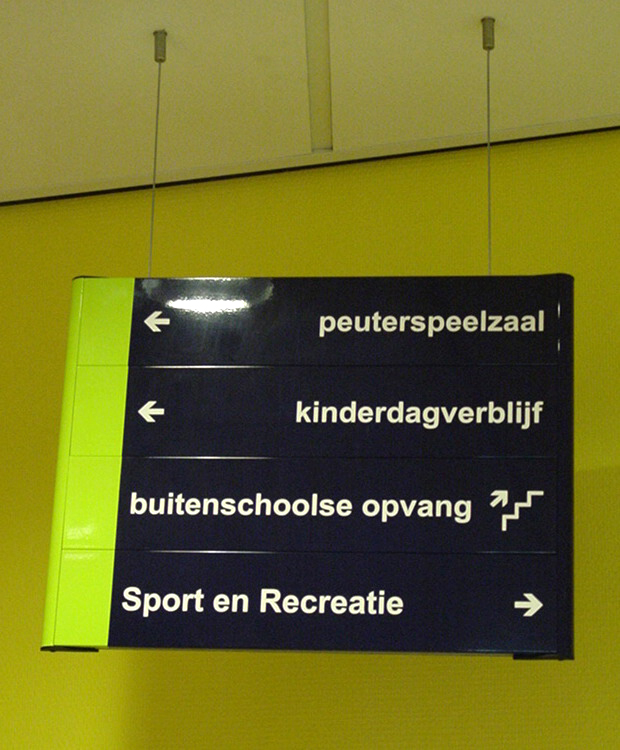 peuterspeelzaal
kinderdagverblijf
buitenschoolse opvang
Sport en Recreatie